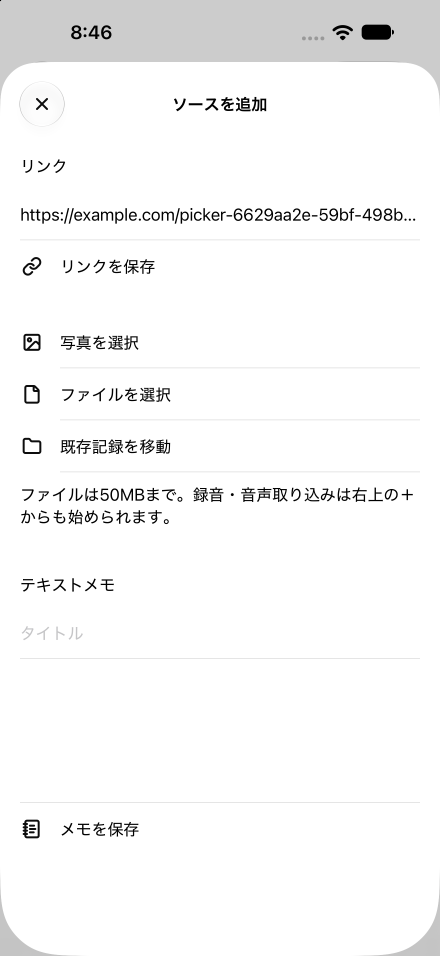 8:46
ソースを追加
リンク
https://example.com/picker-6629aa2e-59bf-498b...
リンクを保存
写真を選択
ファイルを選択
既存記録を移動
ファイルは50MBまで。録音・音声取り込みは右上の＋
からも始められます。
テキストメモ
タイトル
メモを保存